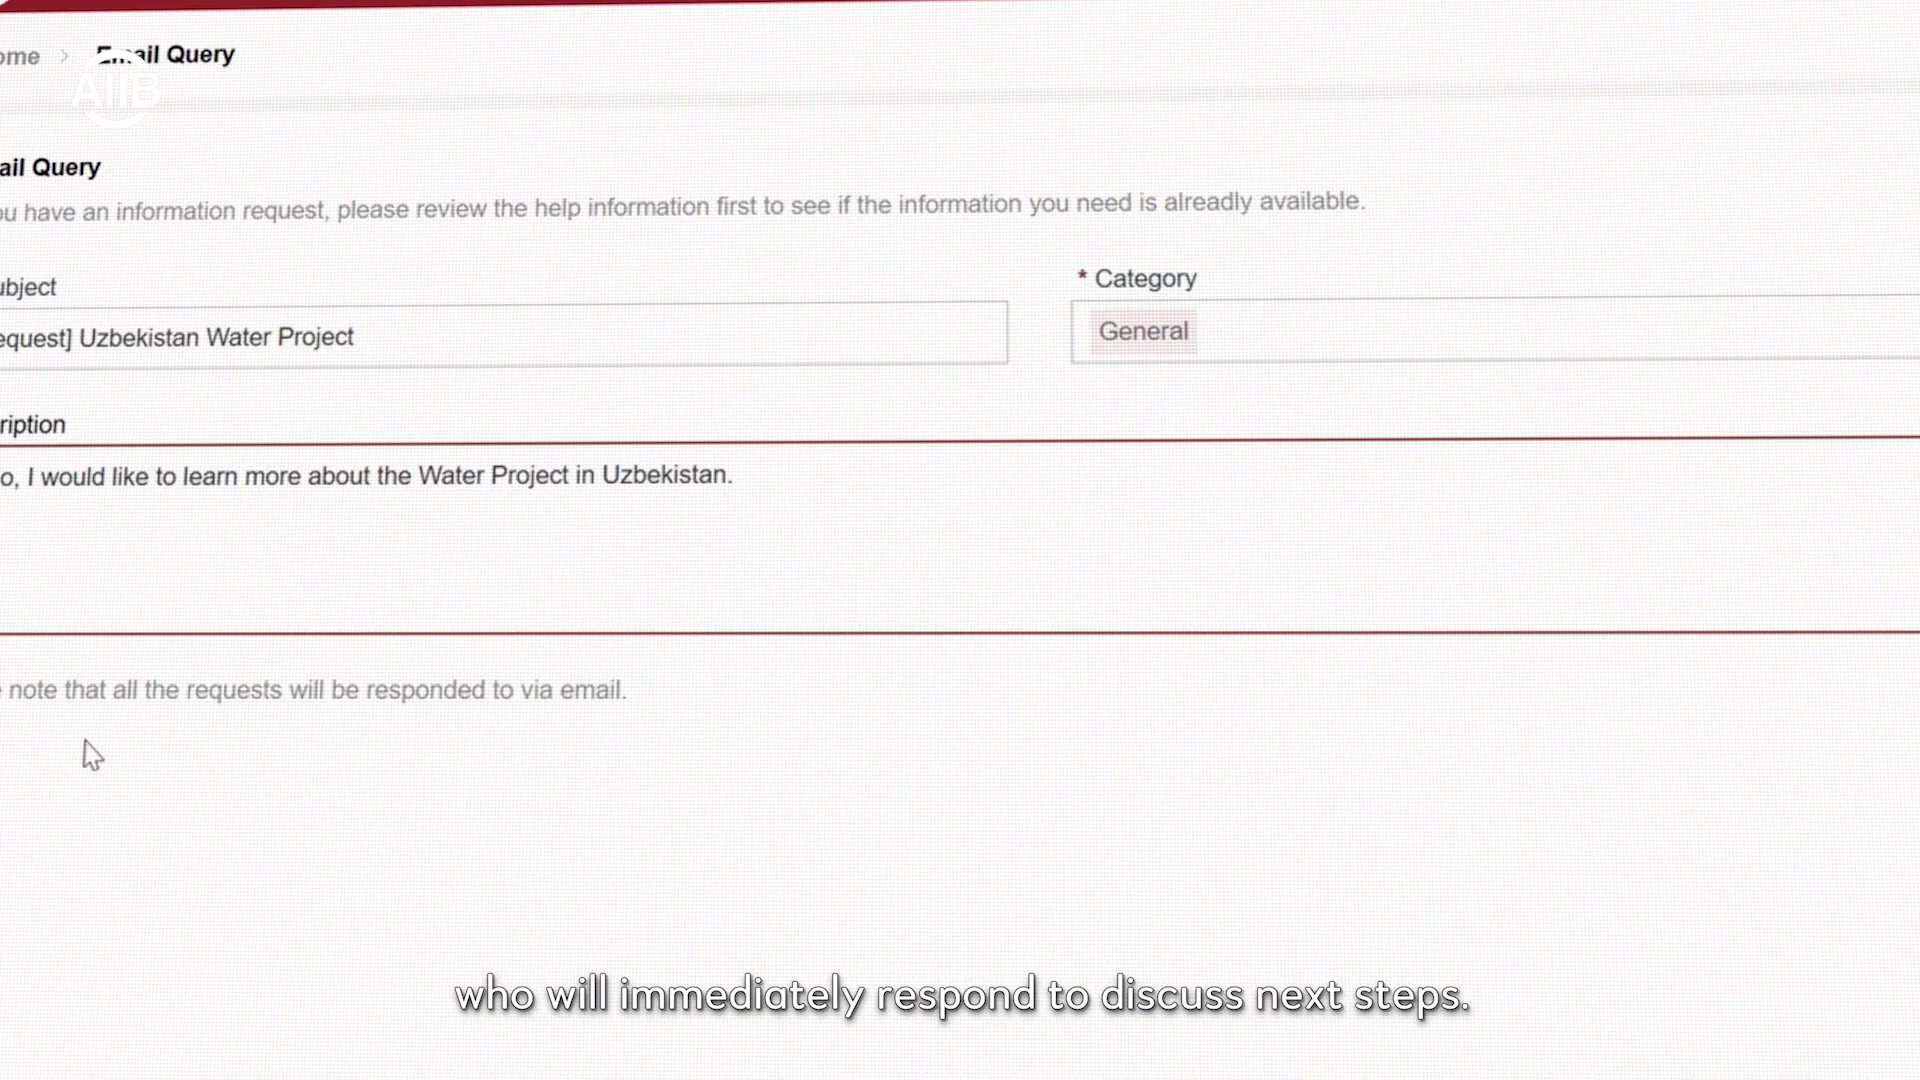 ome > Email Query
AIIB
ail Query
ou have an information request, please review the help information first to see if the information you need is alreadly available.
ubject
* Category
equest] Uzbekistan Water Project
General
ription
o, I would like to learn more about the Water Project in Uzbekistan.
note that all the requests will be responded to via email.
who will immediately respond to discuss next steps.